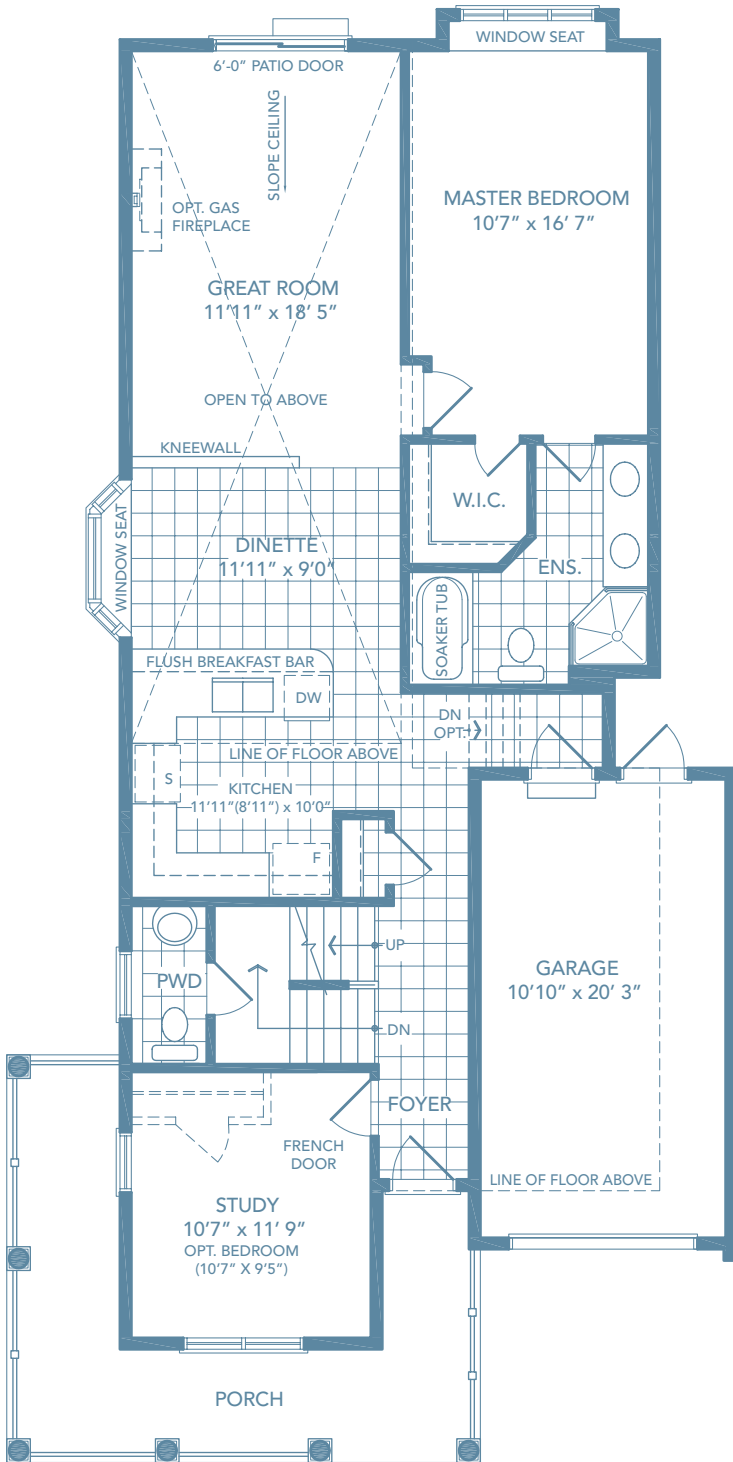 WINDOW SEAT
6'-0" PATIO DOOR
SLOPE CEILING
MASTER BEDROOM
10'7" x 16' 7"
OPT. GAS
FIREPLACE
GREAT ROOM
11'11" x 18' 5"
OPEN TO ABOVE
KNEEWALL
W.I.C.
WINDOW SEAT
DINETTE
11'11" x 9'0"
ENS.
SOAKER TUB
FLUSH BREAKFAST BAR
DW
DN
OPT.
LINE OF FLOOR ABOVE
S
KITCHEN
11'11"(8'11") x 10'0"
F
UP
GARAGE
10'10" x 20' 3"
PWD
DN
FOYER
FRENCH
DOOR
LINE OF FLOOR ABOVE
STUDY
10'7" x 11' 9"
OPT. BEDROOM
(10'7" X 9'5")
PORCH